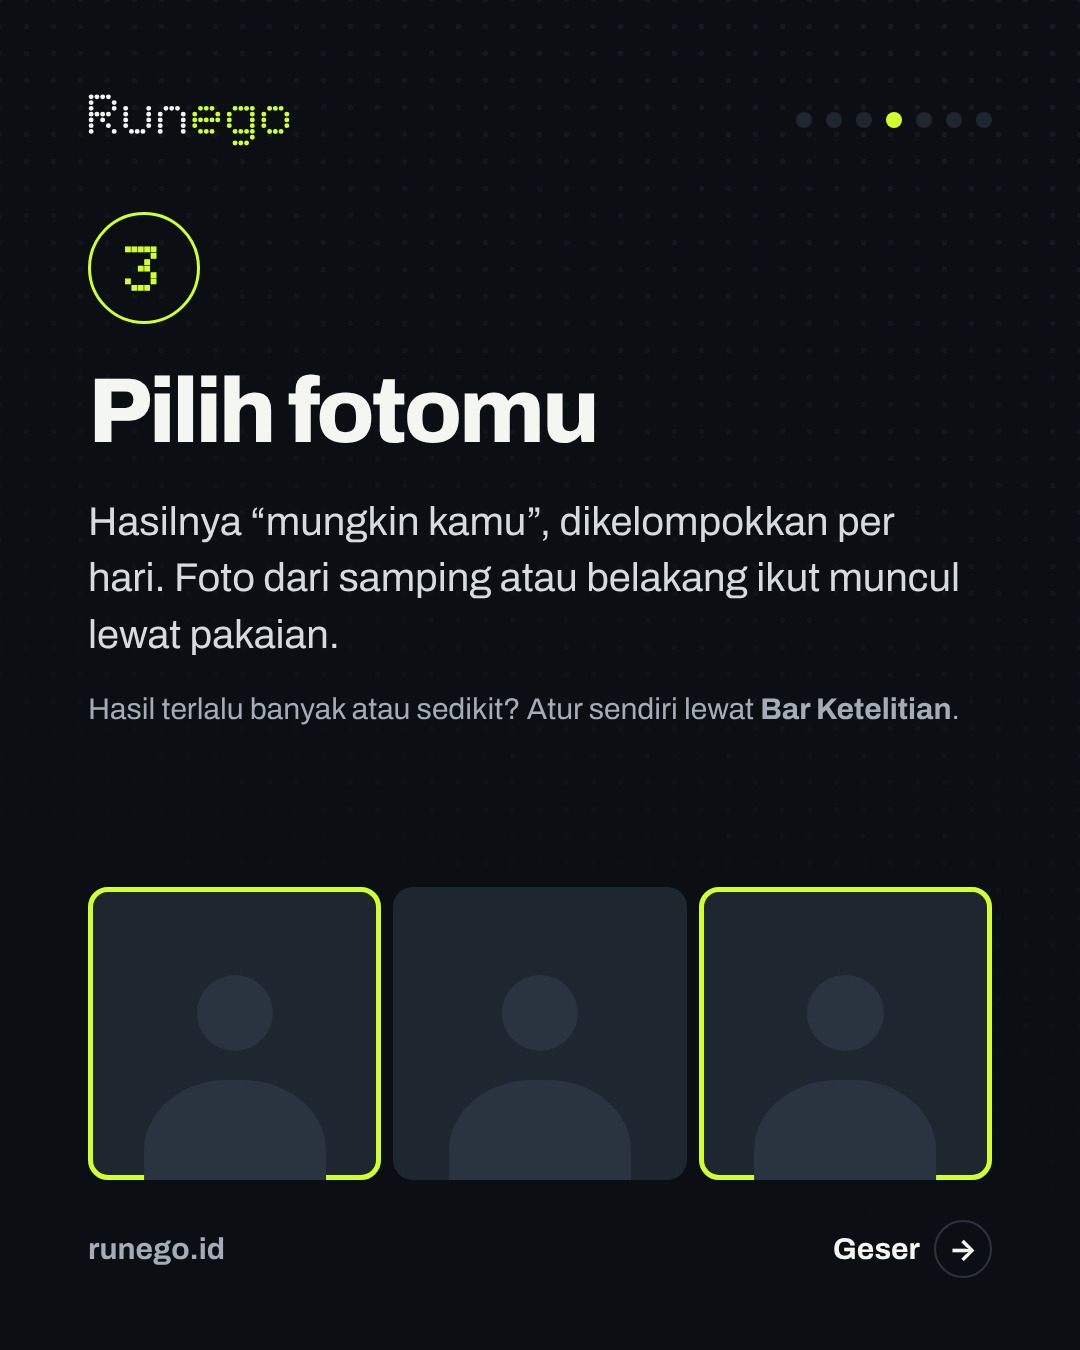 Runego
3
Pilih fotomu
Hasilnya “mungkin kamu”, dikelompokkan per
hari. Foto dari samping atau belakang ikut muncul
lewat pakaian.
Hasil terlalu banyak atau sedikit? Atur sendiri lewat Bar Ketelitian.
runego.id
Geser